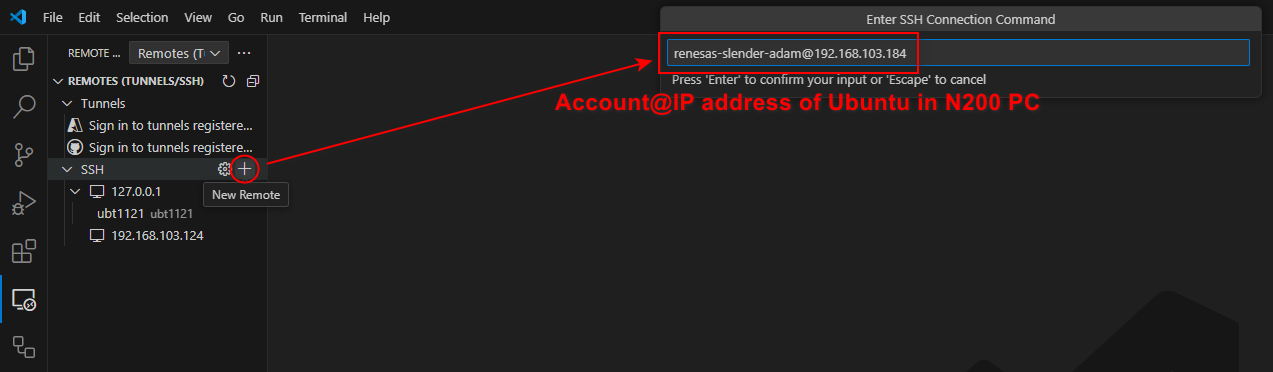 File Edit Selection View Go Run Terminal Help
Enter SSH Connection Command
REMOTE ... Remotes (Tu
renesas-slender-adam@192.168.103.184
REMOTES (TUNNELS/SSH)
Press 'Enter' to confirm your input or 'Escape' to cancel
Tunnels
Account@IP address of Ubuntu in N200 PC
Sign in to tunnels registere...
Sign in to tunnels registere...
SSH
127.0.0.1
New Remote
ubt1121 ubt1121
192.168.103.124